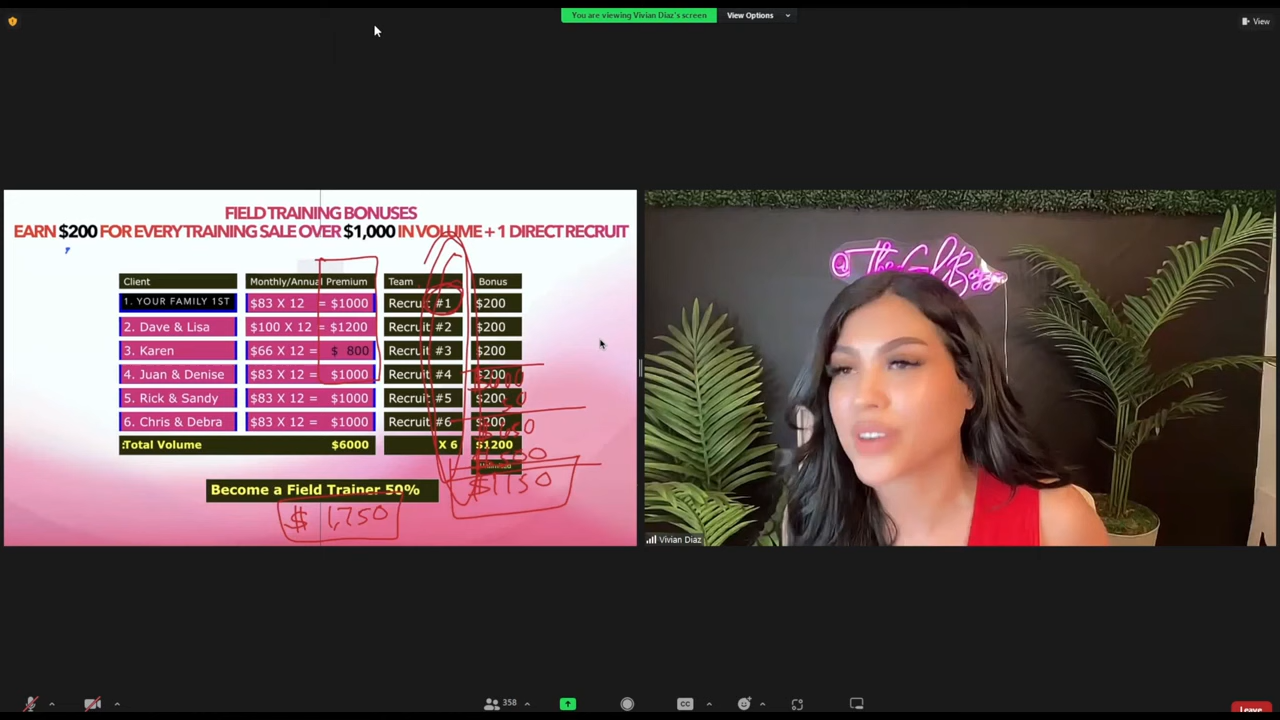 You are viewing Vivian Diaz's screen View Options
View
FIELD TRAINING BONUSES
EARN $200 FOR EVERY TRAINING SALE OVER $1,000 IN VOLUME + 1 DIRECT RECRUIT
Client Monthly/Annual Premium Team Bonus
1. YOUR FAMILY 1ST $83 X 12 = $1000 Recruit #1 $200
2. Dave & Lisa $100 X 12 = $1200 Recruit #2 $200
3. Karen $66 X 12 = $ 800 Recruit #3 $200
4. Juan & Denise $83 X 12 = $1000 Recruit #4 $200
5. Rick & Sandy $83 X 12 = $1000 Recruit #5 $200
6. Chris & Debra $83 X 12 = $1000 Recruit #6 $200
:Total Volume $6000 X 6 $1200
Become a Field Trainer 50%
$1750
$ 1,750
@TheGlBoss
Vivian Diaz
358
CC
Leave